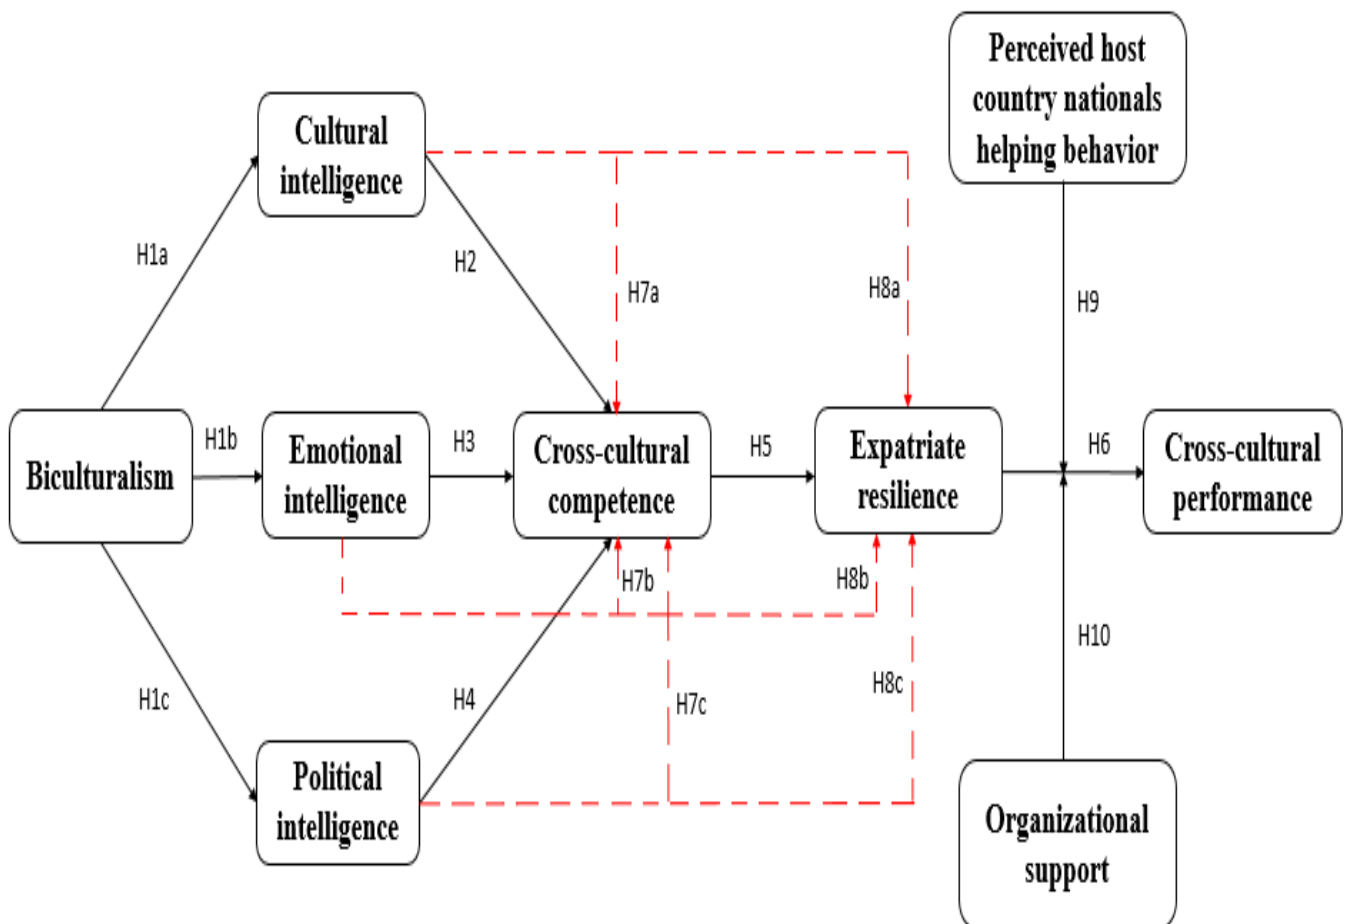 Perceived host
country nationals
helping behavior
Cultural
intelligence
H1a
H2
H7a
H8a
H9
Biculturalism
H1b
Emotional
intelligence
H3
Cross-cultural
competence
H5
Expatriate
resilience
H6
Cross-cultural
performance
H7b
H8b
H10
H1c
H4
H7c
H8c
Political
intelligence
Organizational
support